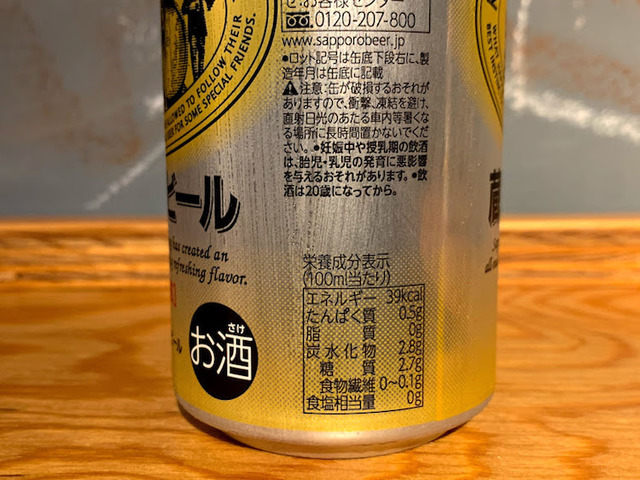 せ:お客様センター
0120-207-800
www.sapporobeer.jp
●ロット記号は缶底下段右に、製
造年月は缶底に記載
⚠注意:缶が破損するおそれが
ありますので、衝撃、凍結を避け、
直射日光のあたる車内等暑くな
る場所に長時間置かないでくだ
さい。●妊娠中や授乳期の飲酒
は、胎児・乳児の発育に悪影響
を与えるおそれがあります。●飲
酒は20歳になってから。
栄養成分表示
(100ml当たり)
エネルギー 39kcal
たんぱく質 0.5g
脂質 0g
炭水化物 2.8g
糖質 2.7g
食物繊維 0~0.1g
食塩相当量 0g
LLOWED TO FOLLOW THEIR
EER FOR SOME SPECIAL FRIENDS.
ビール
has created an
refreshing flavor.
さけ
お酒
ール
BEST